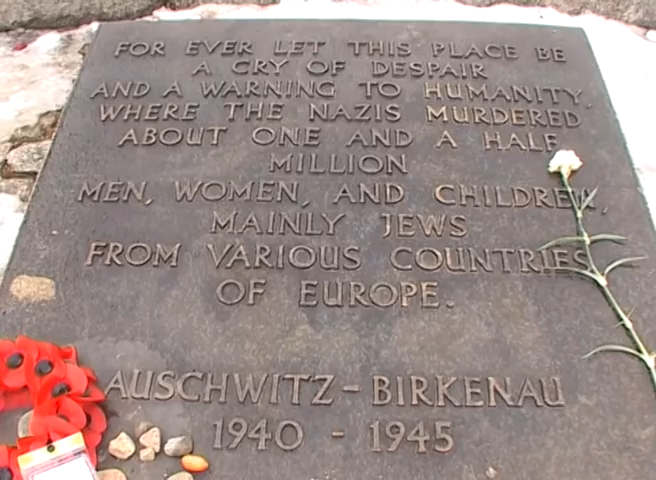 FOR EVER LET THIS PLACE BE
A CRY OF DESPAIR
AND A WARNING TO HUMANITY,
WHERE THE NAZIS MURDERED
ABOUT ONE AND A HALF
MILLION
MEN, WOMEN, AND CHILDREN,
MAINLY JEWS
FROM VARIOUS COUNTRIES
OF EUROPE.
AUSCHWITZ - BIRKENAU
1940 - 1945